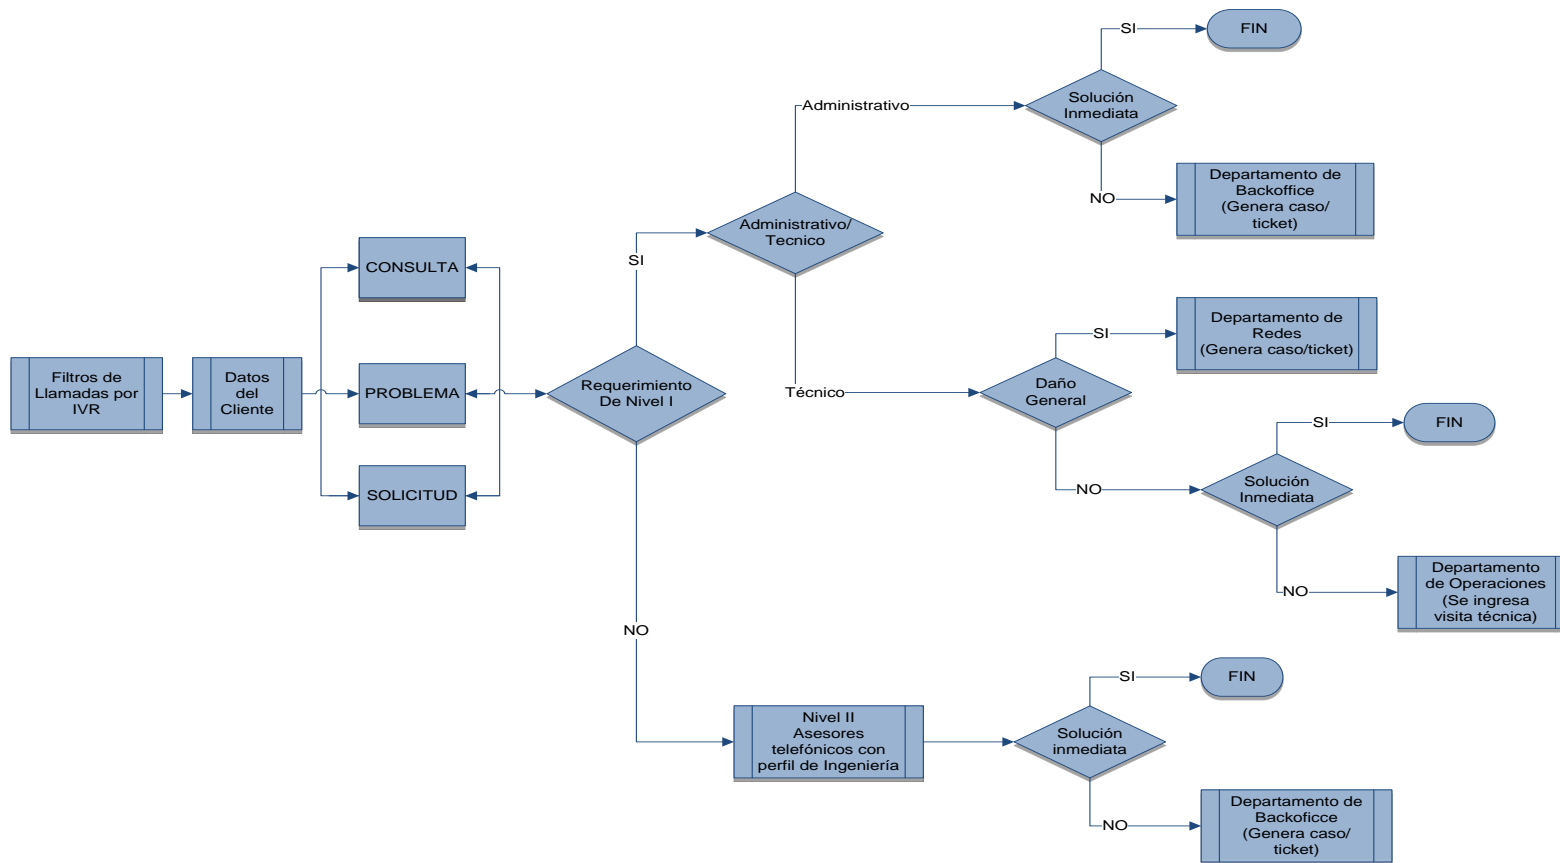 SI
FIN
Solución
Inmediata
Administrativo
Departamento de
Backoffice
(Genera caso/
ticket)
NO
Administrativo/
Tecnico
SI
CONSULTA
Departamento de
Redes
(Genera caso/ticket)
SI
Filtros de
Llamadas por
IVR
Datos
del
Cliente
PROBLEMA
Requerimiento
De Nivel I
Técnico
Daño
General
SI
FIN
SOLICITUD
NO
Solución
Inmediata
Departamento
de Operaciones
(Se ingresa
visita técnica)
NO
NO
SI
FIN
Nivel II
Asesores
telefónicos con
perfil de Ingeniería
Solución
inmediata
NO
Departamento de
Backoficce
(Genera caso/
ticket)